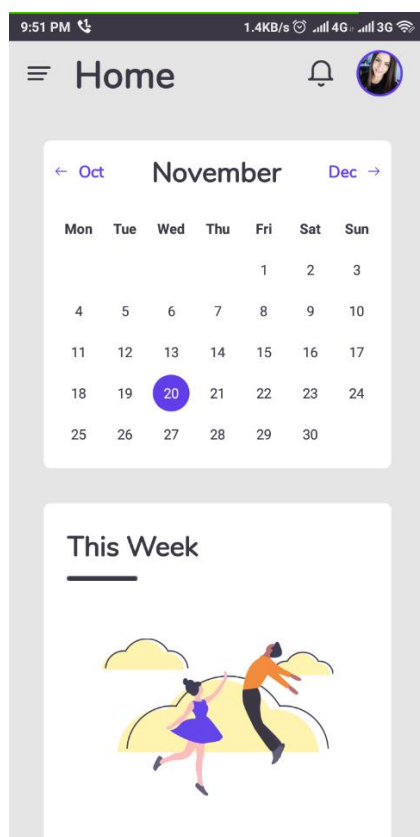 9:51 PM 1.4KB/s 4G 3G
Home
Oct November Dec
Mon Tue Wed Thu Fri Sat Sun
1 2 3
4 5 6 7 8 9 10
11 12 13 14 15 16 17
18 19 20 21 22 23 24
25 26 27 28 29 30
This Week